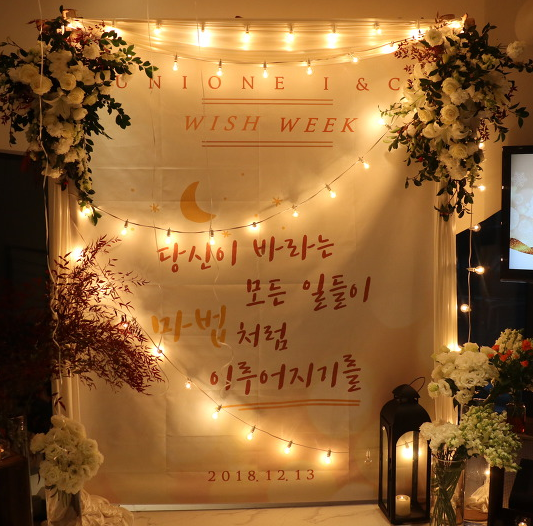 UNIONE I & C
WISH WEEK
당신이 바라는
모든 일들이
마법처럼
이루어지기를
2018.12.13